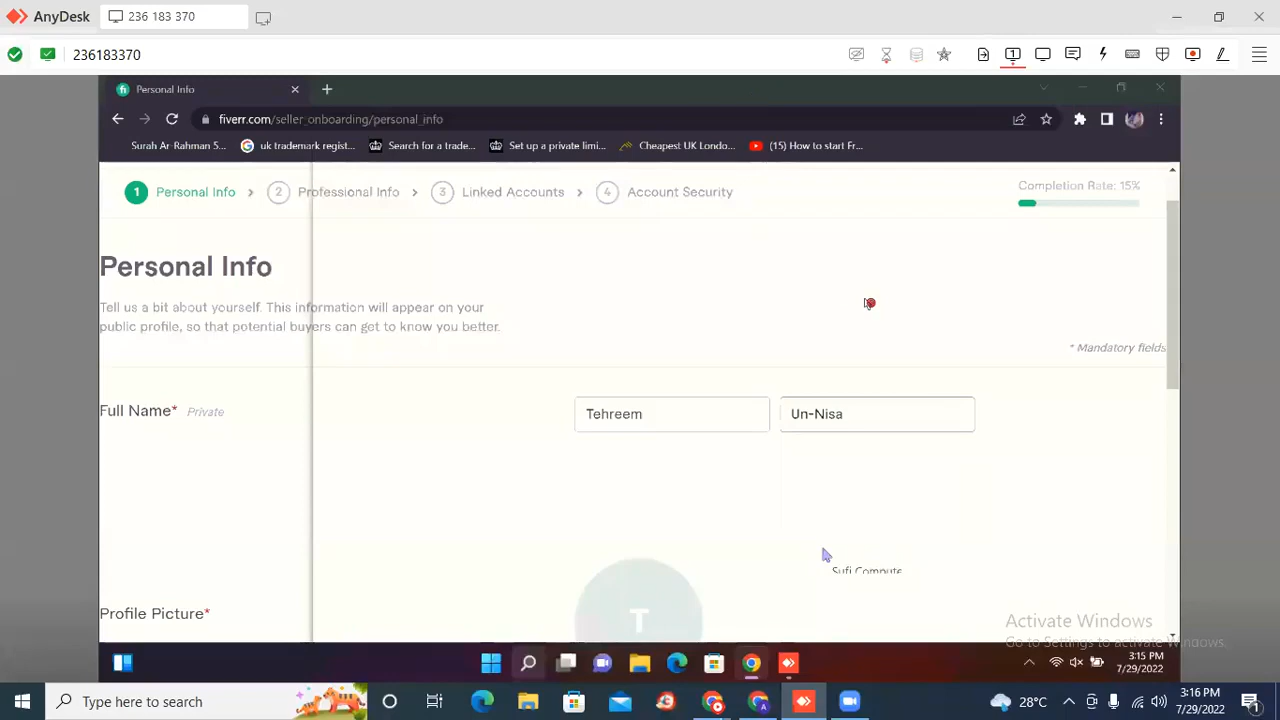 AnyDesk
236 183 370
236183370
Personal Info
fiverr.com/seller_onboarding/personal_info
Surah Ar-Rahman 5...
uk trademark regist...
Search for a trade...
Set up a private limi...
Cheapest UK Londo...
(15) How to start Fr...
1 Personal Info
2 Professional Info
3 Linked Accounts
4 Account Security
Completion Rate: 15%
Personal Info
Tell us a bit about yourself. This information will appear on your
public profile, so that potential buyers can get to know you better.
* Mandatory fields
Full Name* Private
Tehreem
Un-Nisa
Sufi Compute
Profile Picture*
T
Activate Windows
Go to Settings to activate Windows.
3:15 PM
7/29/2022
Type here to search
28°C
3:16 PM
7/29/2022